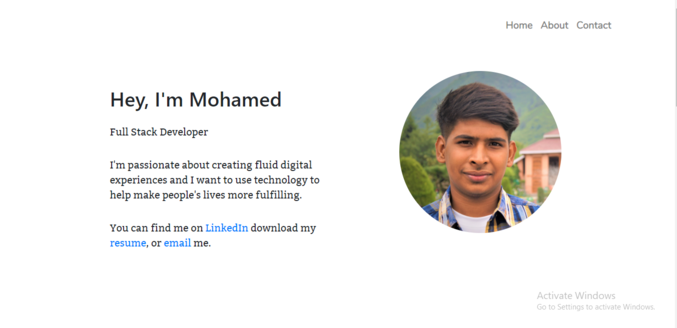 Home About Contact
Hey, I'm Mohamed
Full Stack Developer
I'm passionate about creating fluid digital
experiences and I want to use technology to
help make people's lives more fulfilling.
You can find me on LinkedIn download my
resume, or email me.
Activate Windows
Go to Settings to activate Windows.